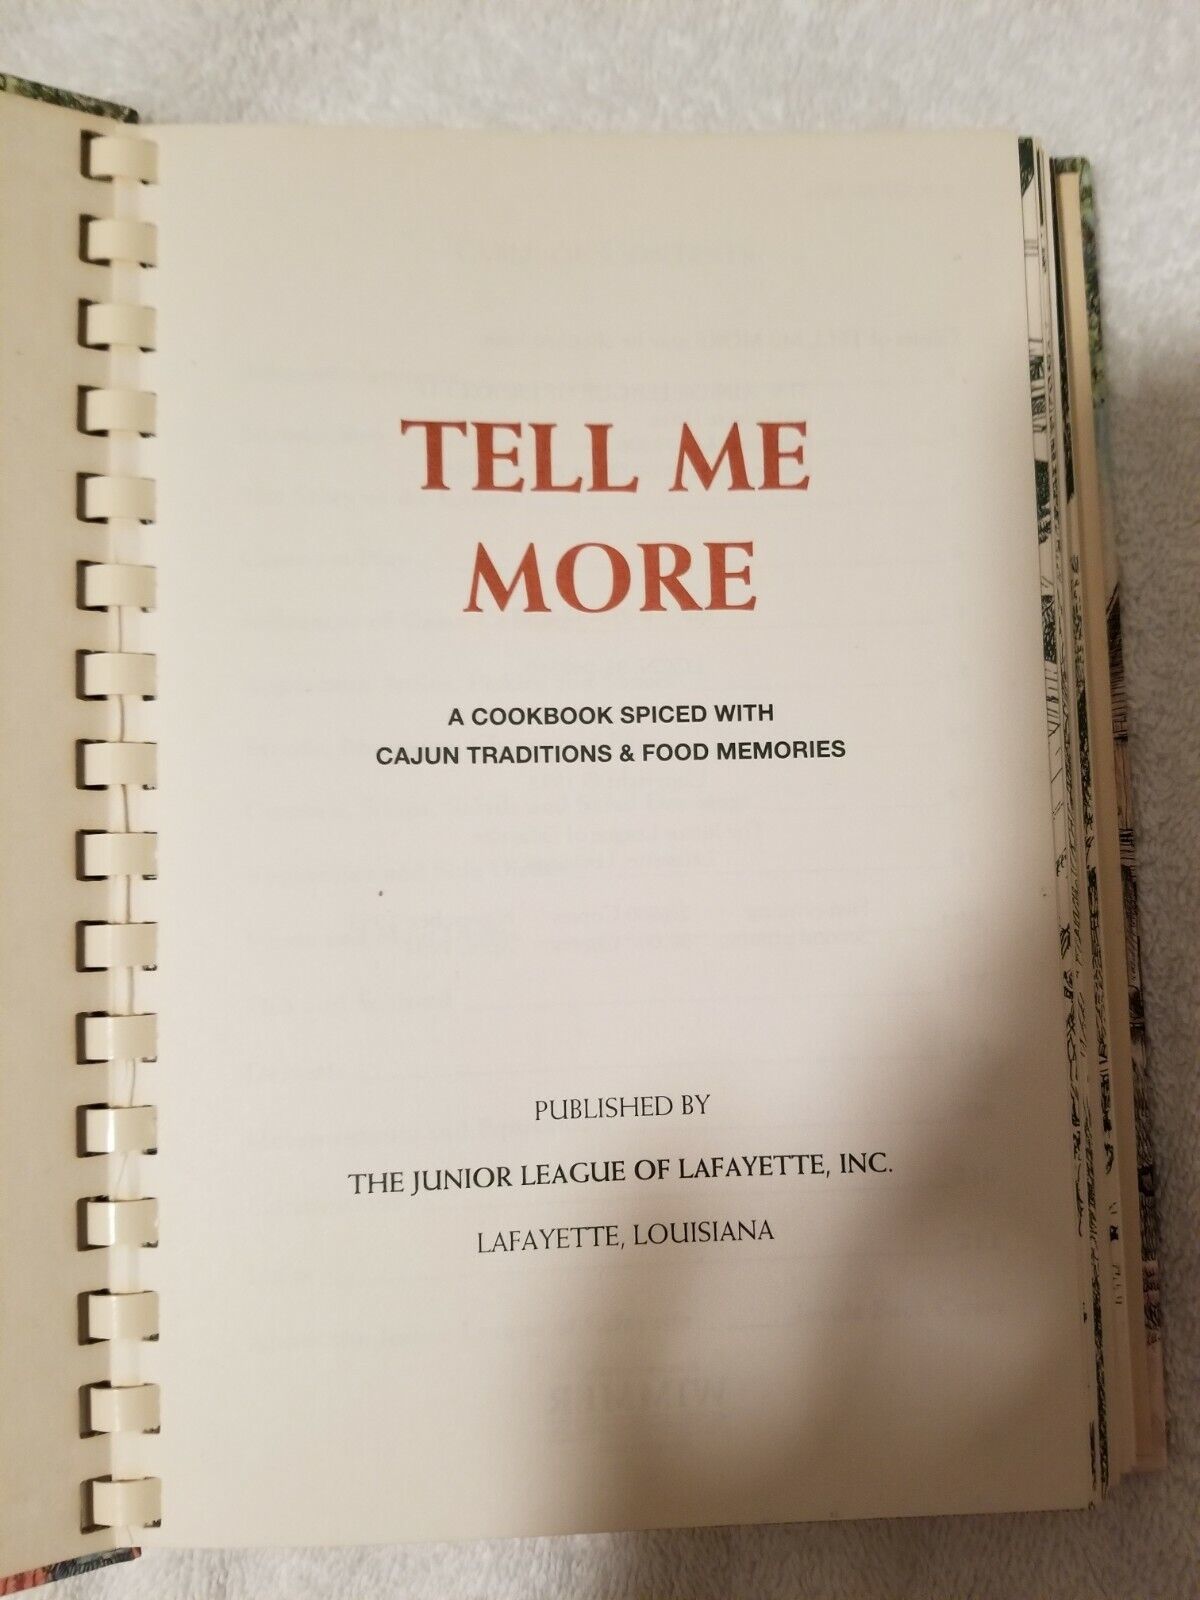 TELL ME
MORE
A COOKBOOK SPICED WITH
CAJUN TRADITIONS & FOOD MEMORIES
PUBLISHED BY
THE JUNIOR LEAGUE OF LAFAYETTE, INC.
LAFAYETTE, LOUISIANA